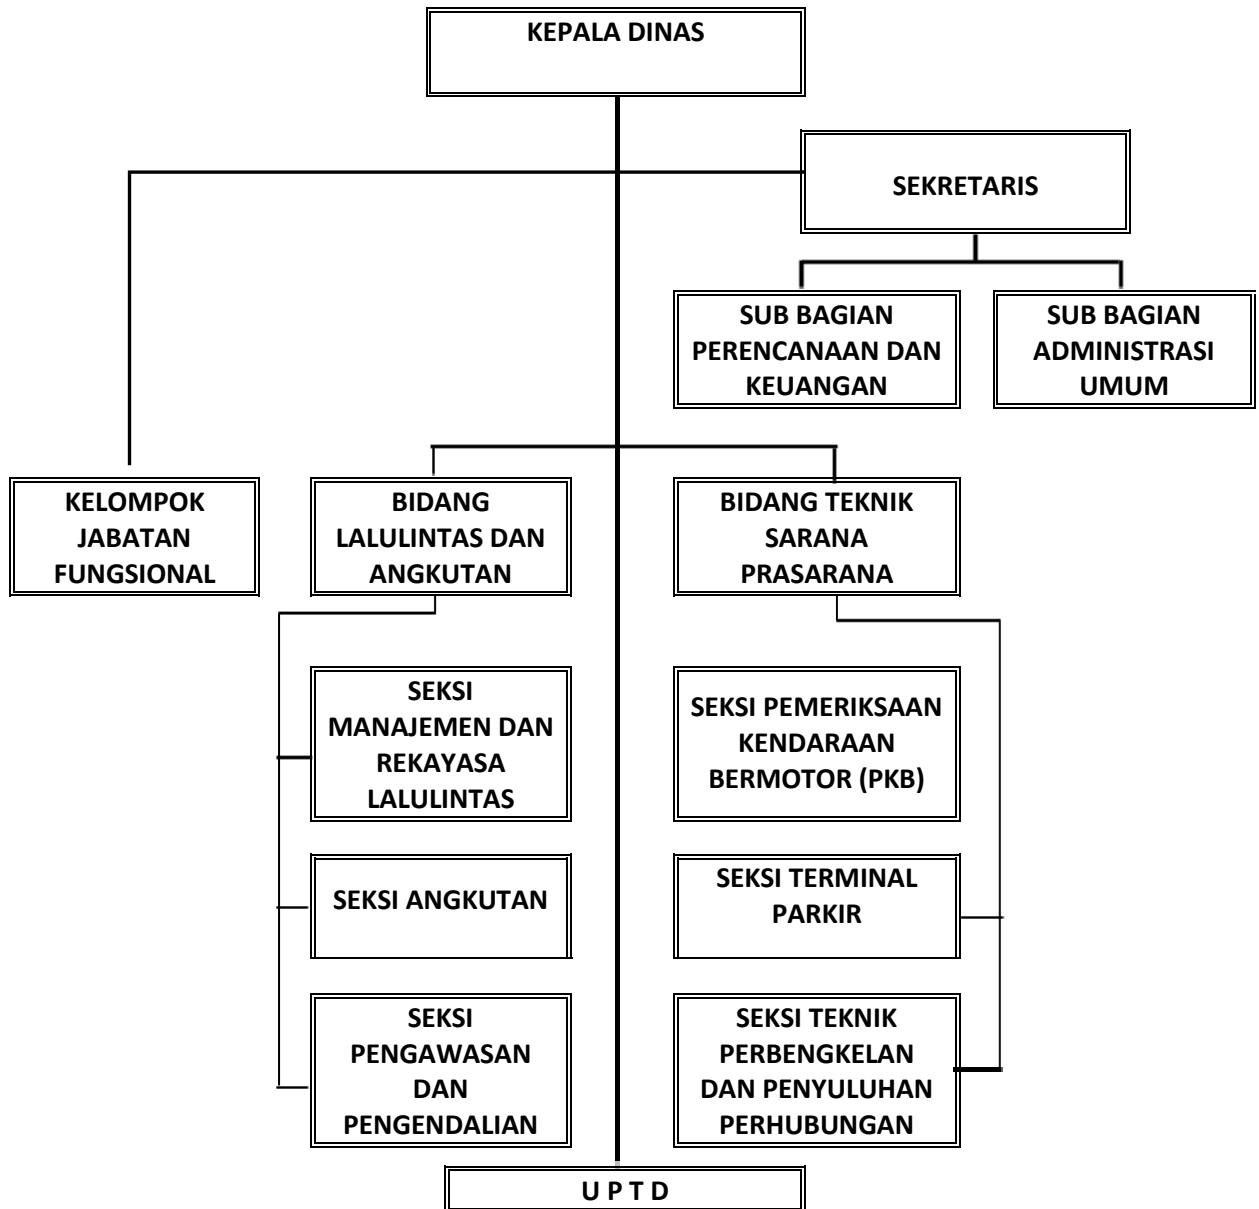 KEPALA DINAS
SEKRETARIS
SUB BAGIAN
PERENCANAAN DAN
KEUANGAN
SUB BAGIAN
ADMINISTRASI
UMUM
KELOMPOK
JABATAN
FUNGSIONAL
BIDANG
LALULINTAS DAN
ANGKUTAN
BIDANG TEKNIK
SARANA
PRASARANA
SEKSI
MANAJEMEN DAN
REKAYASA
LALULINTAS
SEKSI PEMERIKSAAN
KENDARAAN
BERMOTOR (PKB)
SEKSI ANGKUTAN
SEKSI TERMINAL
PARKIR
SEKSI
PENGAWASAN
DAN
PENGENDALIAN
SEKSI TEKNIK
PERBENGKELAN
DAN PENYULUHAN
PERHUBUNGAN
U P T D